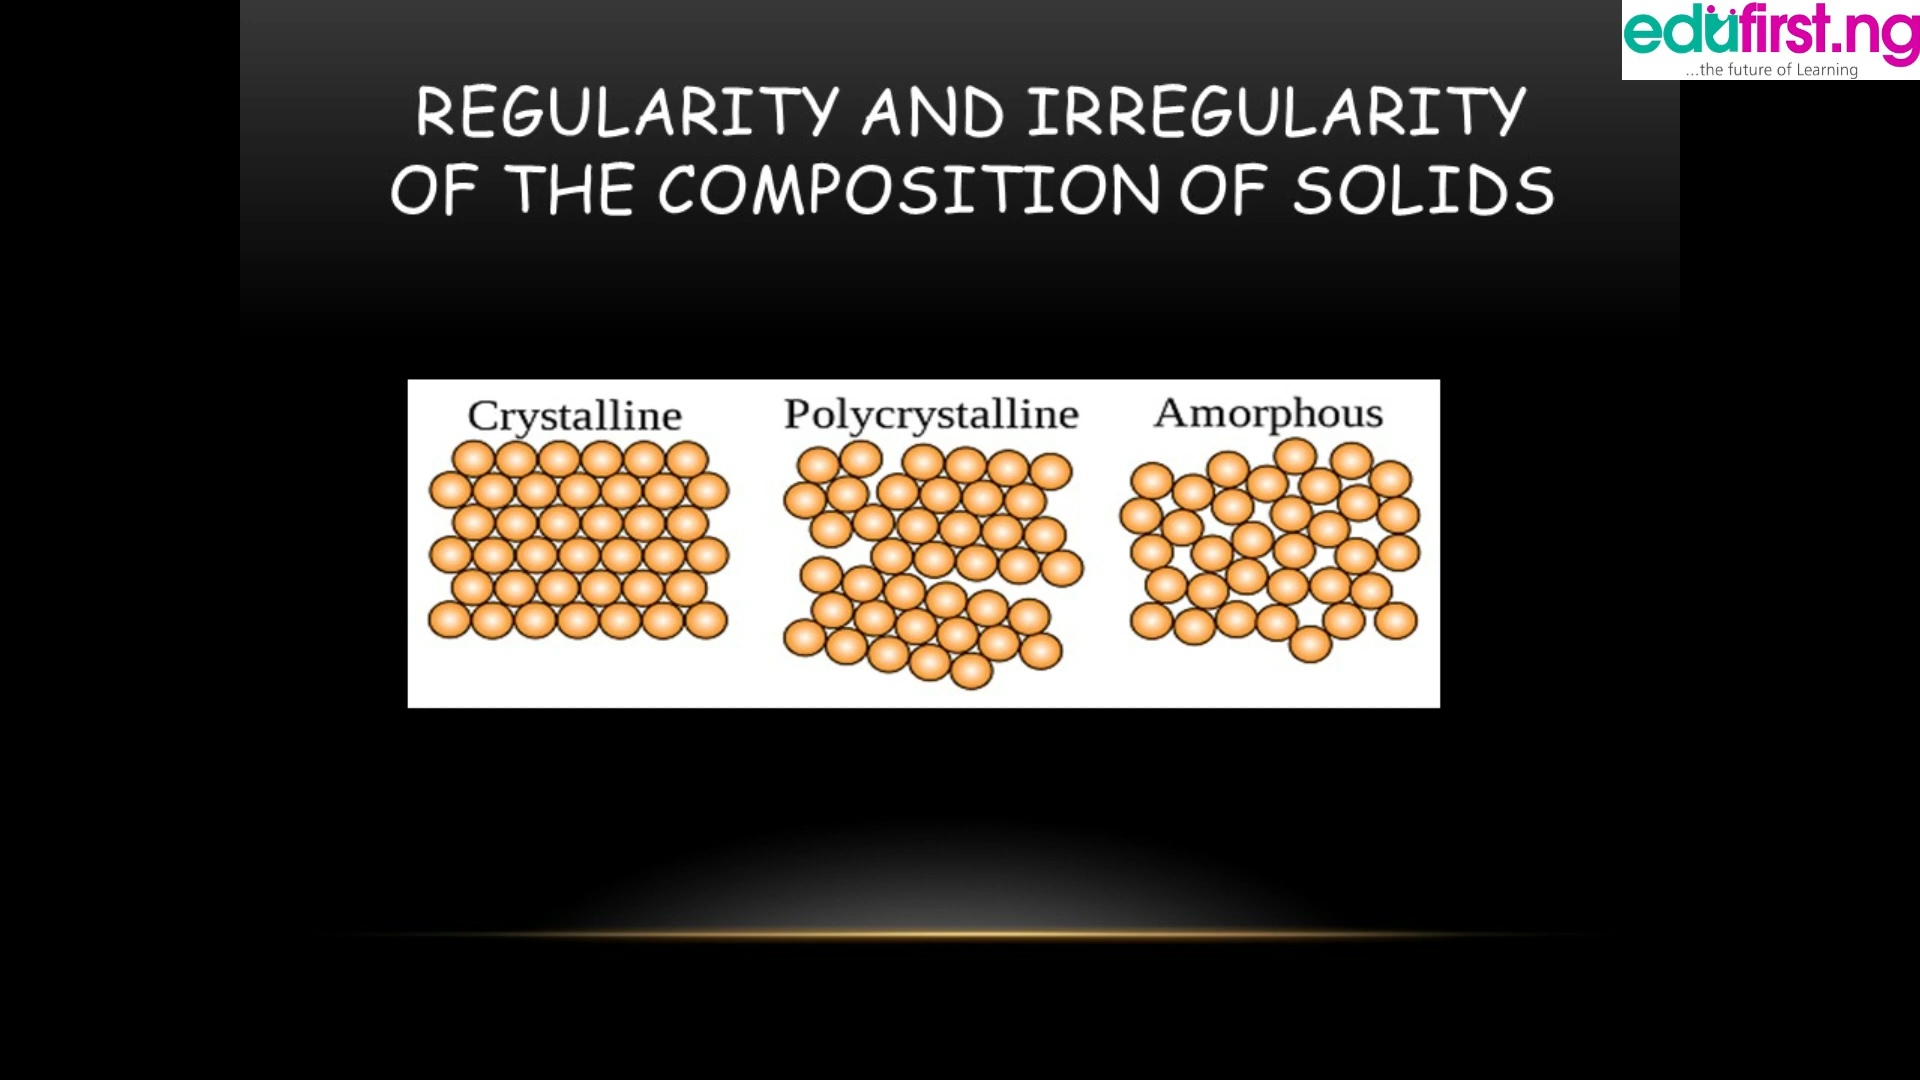 edufirst.ng
...the future of Learning
REGULARITY AND IRREGULARITY
OF THE COMPOSITION OF SOLIDS
Crystalline
Polycrystalline
Amorphous